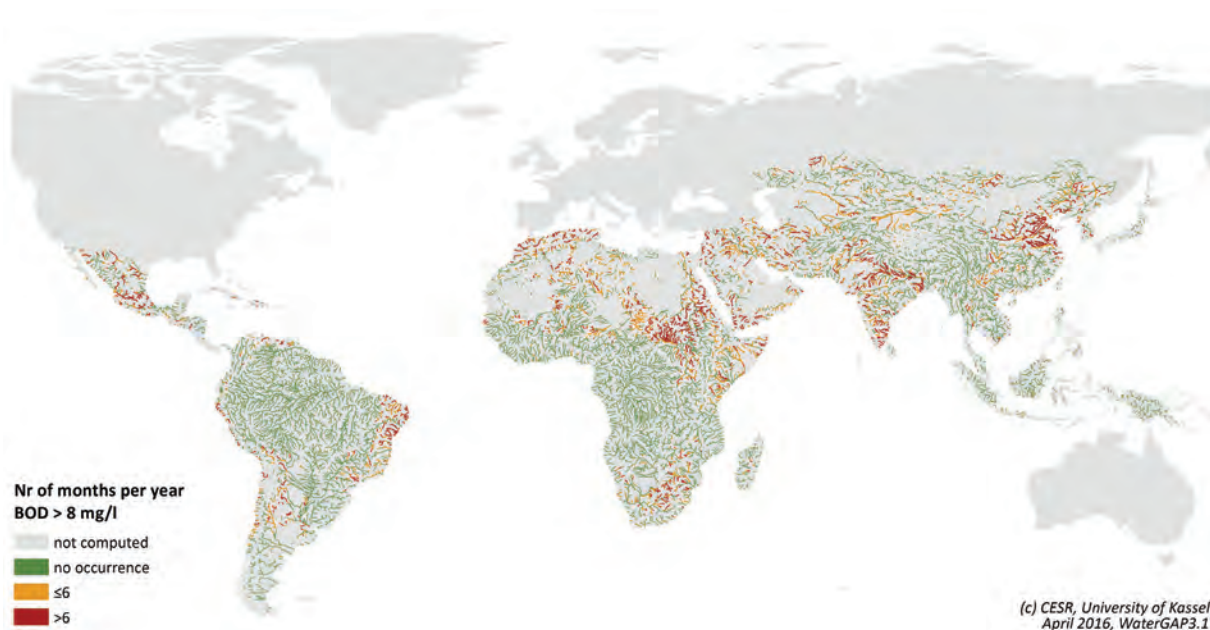 Nr of months per year
BOD > 8 mg/l
not computed
no occurrence
≤6
>6
(c) CESR, University of Kassel
April 2016, WaterGAP3.1